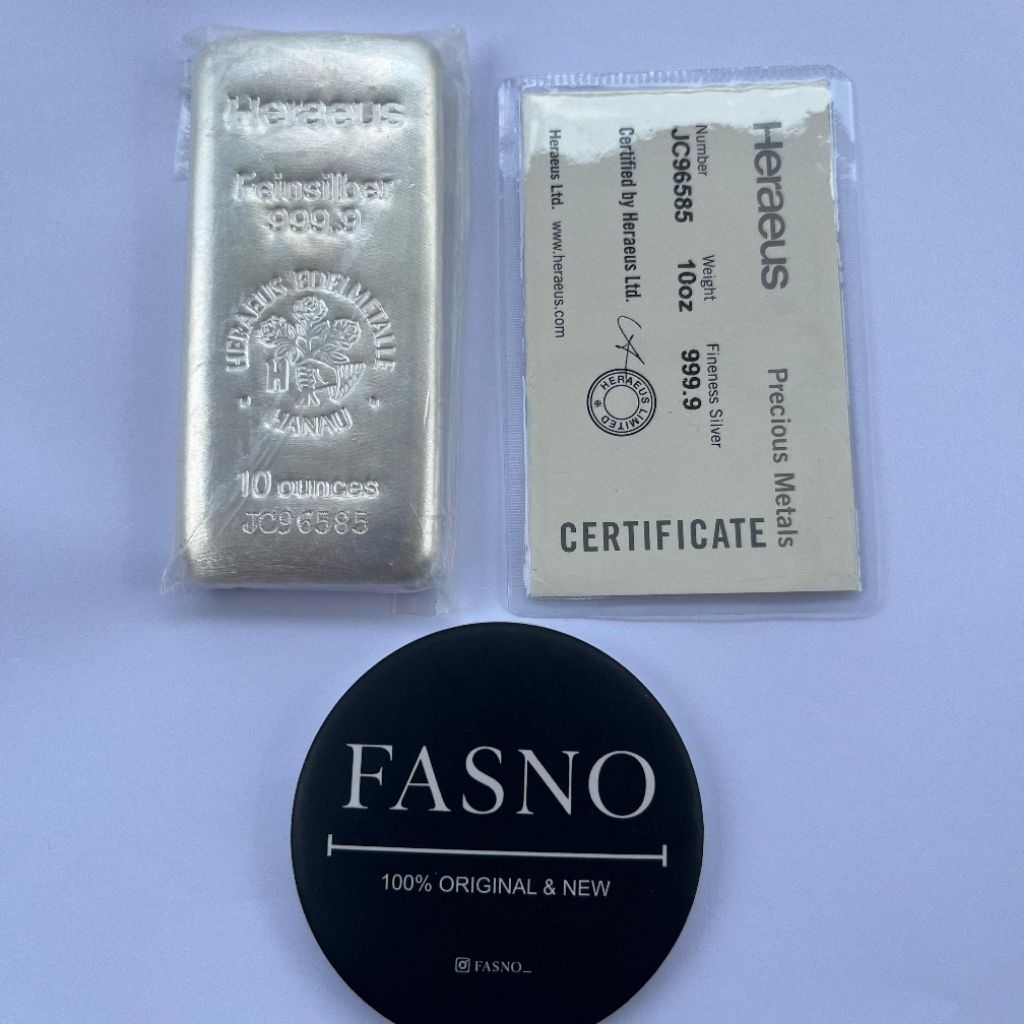 Heraeus
Feinsilber
999.9
HERAEUS EDELMETALLE
H
HANAU
10 ounces
JC96585
Heraeus Precious Metals
Number Weight Fineness Silver
JC96585 10oz 999.9
Certified by Heraeus Ltd.
HERAEUS LIMITED
Heraeus Ltd. www.heraeus.com
CERTIFICATE
FASNO
100% ORIGINAL & NEW
FASNO_